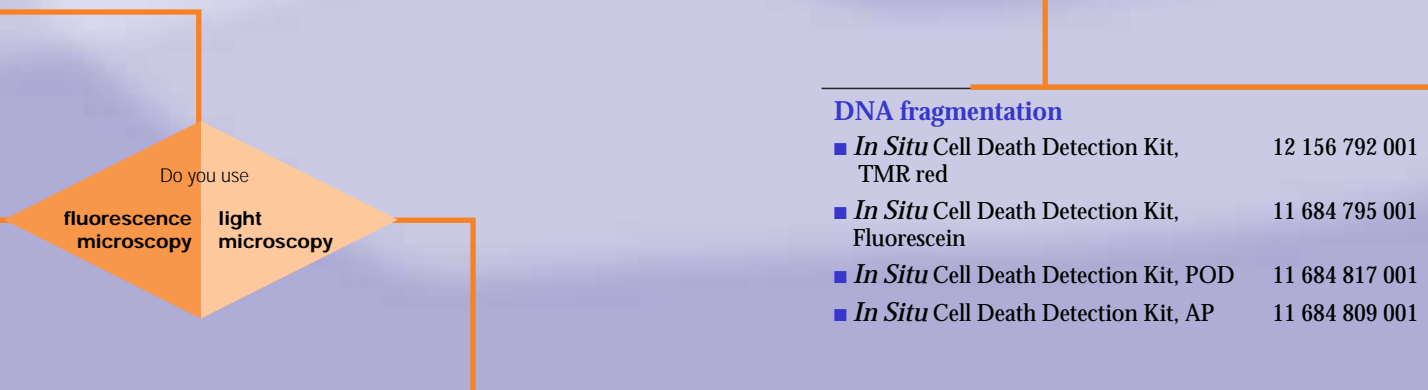 Do you use
fluorescence light
microscopy microscopy
DNA fragmentation
■ In Situ Cell Death Detection Kit, 12 156 792 001
TMR red
■ In Situ Cell Death Detection Kit, 11 684 795 001
Fluorescein
■ In Situ Cell Death Detection Kit, POD 11 684 817 001
■ In Situ Cell Death Detection Kit, AP 11 684 809 001